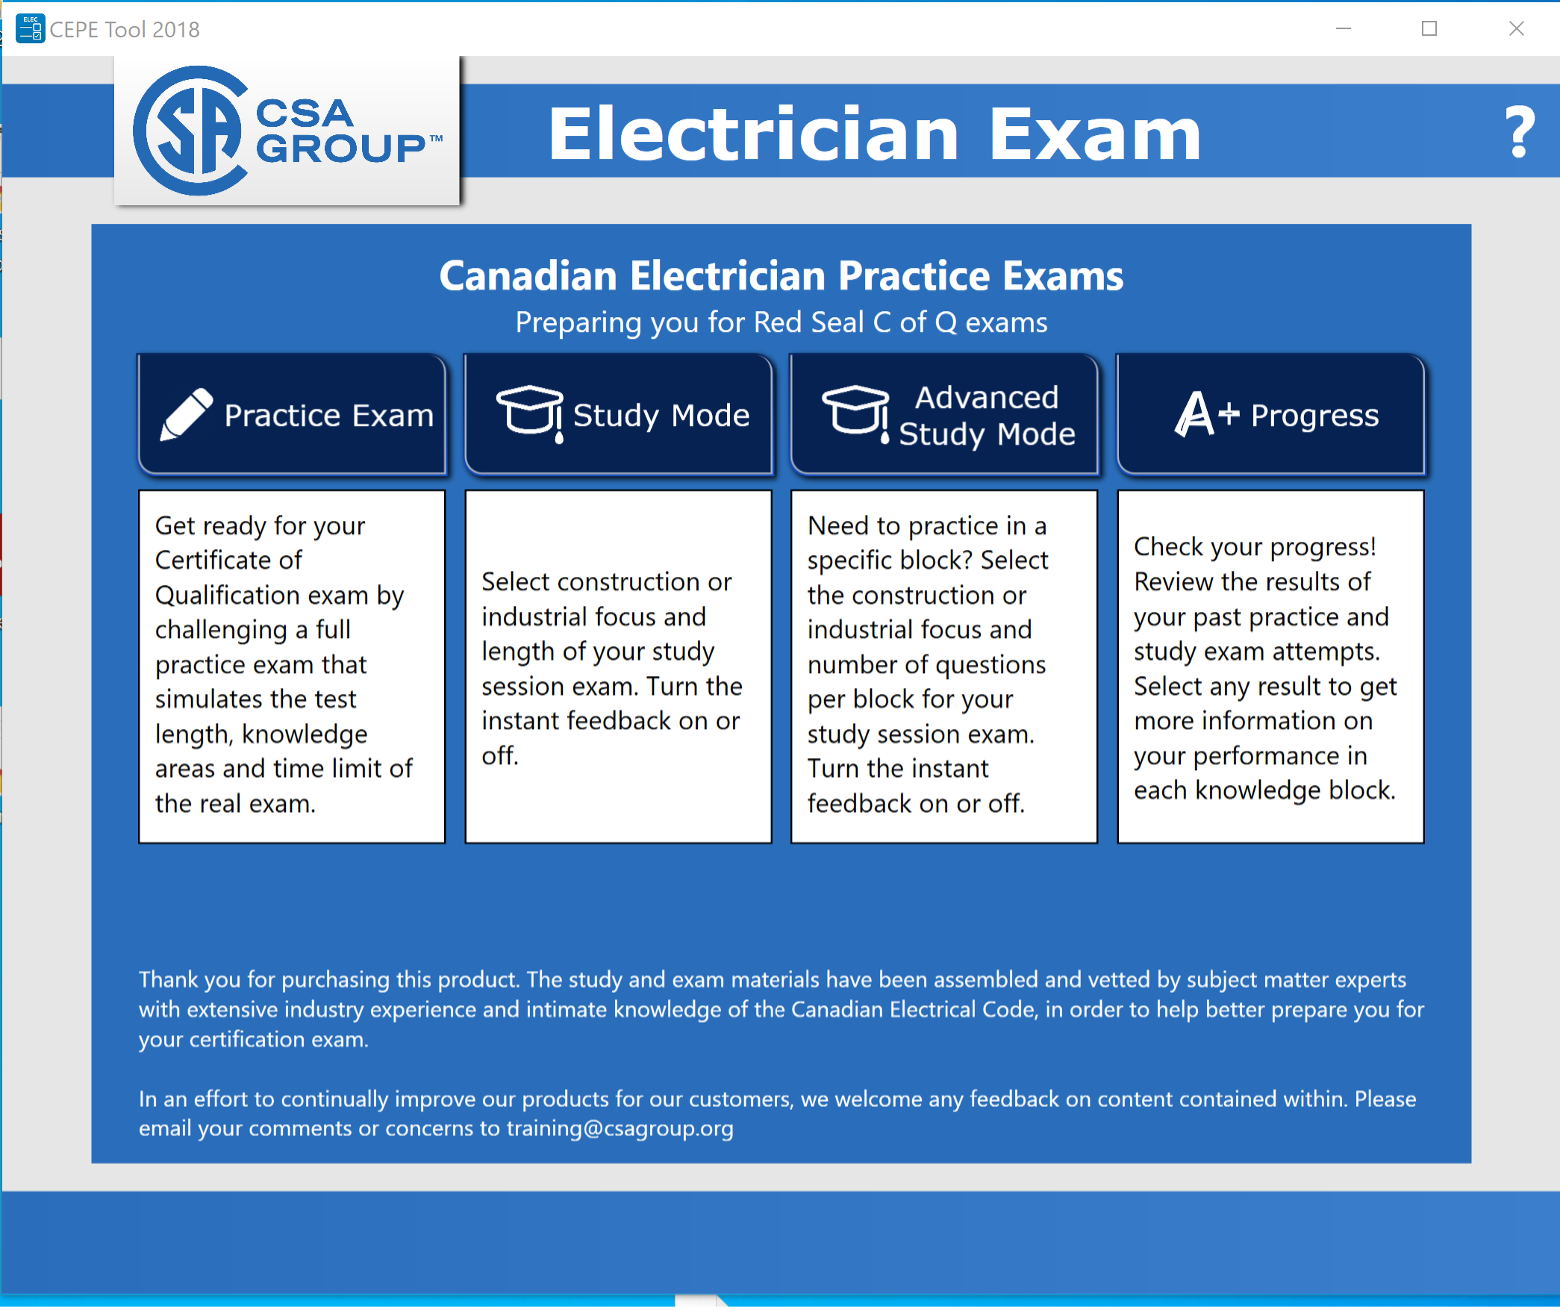 ELEC
CEPE Tool 2018
CSA
GROUP™
Electrician Exam
?
Canadian Electrician Practice Exams
Preparing you for Red Seal C of Q exams
Practice Exam
Get ready for your
Certificate of
Qualification exam by
challenging a full
practice exam that
simulates the test
length, knowledge
areas and time limit of
the real exam.
Study Mode
Select construction or
industrial focus and
length of your study
session exam. Turn the
instant feedback on or
off.
Advanced
Study Mode
Need to practice in a
specific block? Select
the construction or
industrial focus and
number of questions
per block for your
study session exam.
Turn the instant
feedback on or off.
A+ Progress
Check your progress!
Review the results of
your past practice and
study exam attempts.
Select any result to get
more information on
your performance in
each knowledge block.
Thank you for purchasing this product. The study and exam materials have been assembled and vetted by subject matter experts
with extensive industry experience and intimate knowledge of the Canadian Electrical Code, in order to help better prepare you for
your certification exam.
In an effort to continually improve our products for our customers, we welcome any feedback on content contained within. Please
email your comments or concerns to training@csagroup.org